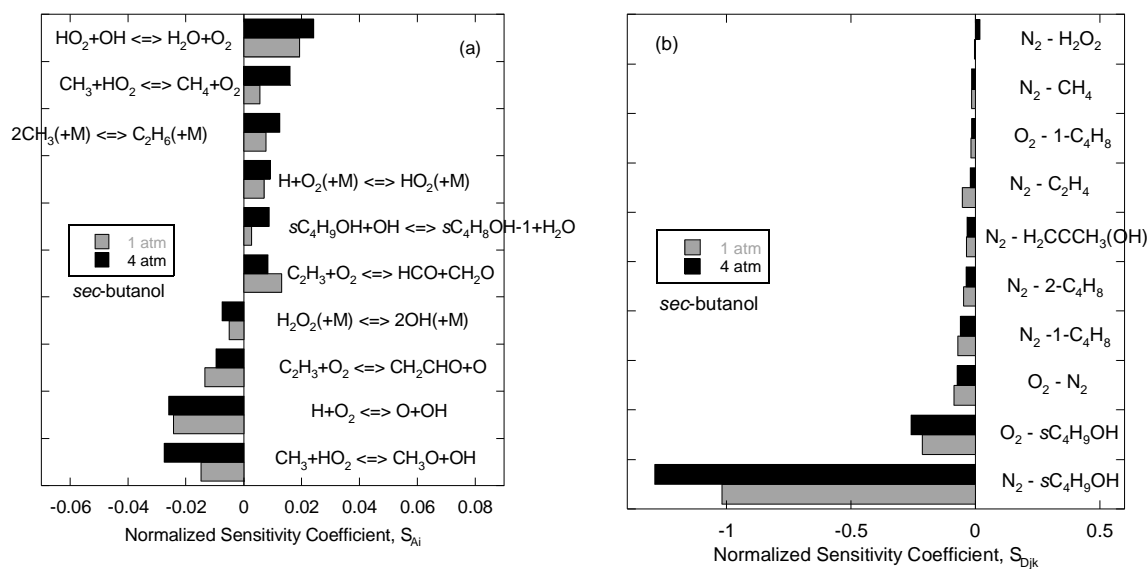 (a)
HO₂+OH <=> H₂O+O₂
CH₃+HO₂ <=> CH₄+O₂
2CH₃(+M) <=> C₂H₆(+M)
H+O₂(+M) <=> HO₂(+M)
sC₄H₉OH+OH <=> sC₄H₈OH-1+H₂O
C₂H₃+O₂ <=> HCO+CH₂O
1 atm
4 atm
sec-butanol
H₂O₂(+M) <=> 2OH(+M)
C₂H₃+O₂ <=> CH₂CHO+O
H+O₂ <=> O+OH
CH₃+HO₂ <=> CH₃O+OH
-0.06 -0.04 -0.02 0 0.02 0.04 0.06 0.08
Normalized Sensitivity Coefficient, S_Ai
(b)
N₂ - H₂O₂
N₂ - CH₄
O₂ - 1-C₄H₈
N₂ - C₂H₄
N₂ - H₂CCCH₃(OH)
1 atm
4 atm
sec-butanol
N₂ - 2-C₄H₈
N₂ -1-C₄H₈
O₂ - N₂
O₂ - sC₄H₉OH
N₂ - sC₄H₉OH
-1 -0.5 0 0.5
Normalized Sensitivity Coefficient, S_Djk